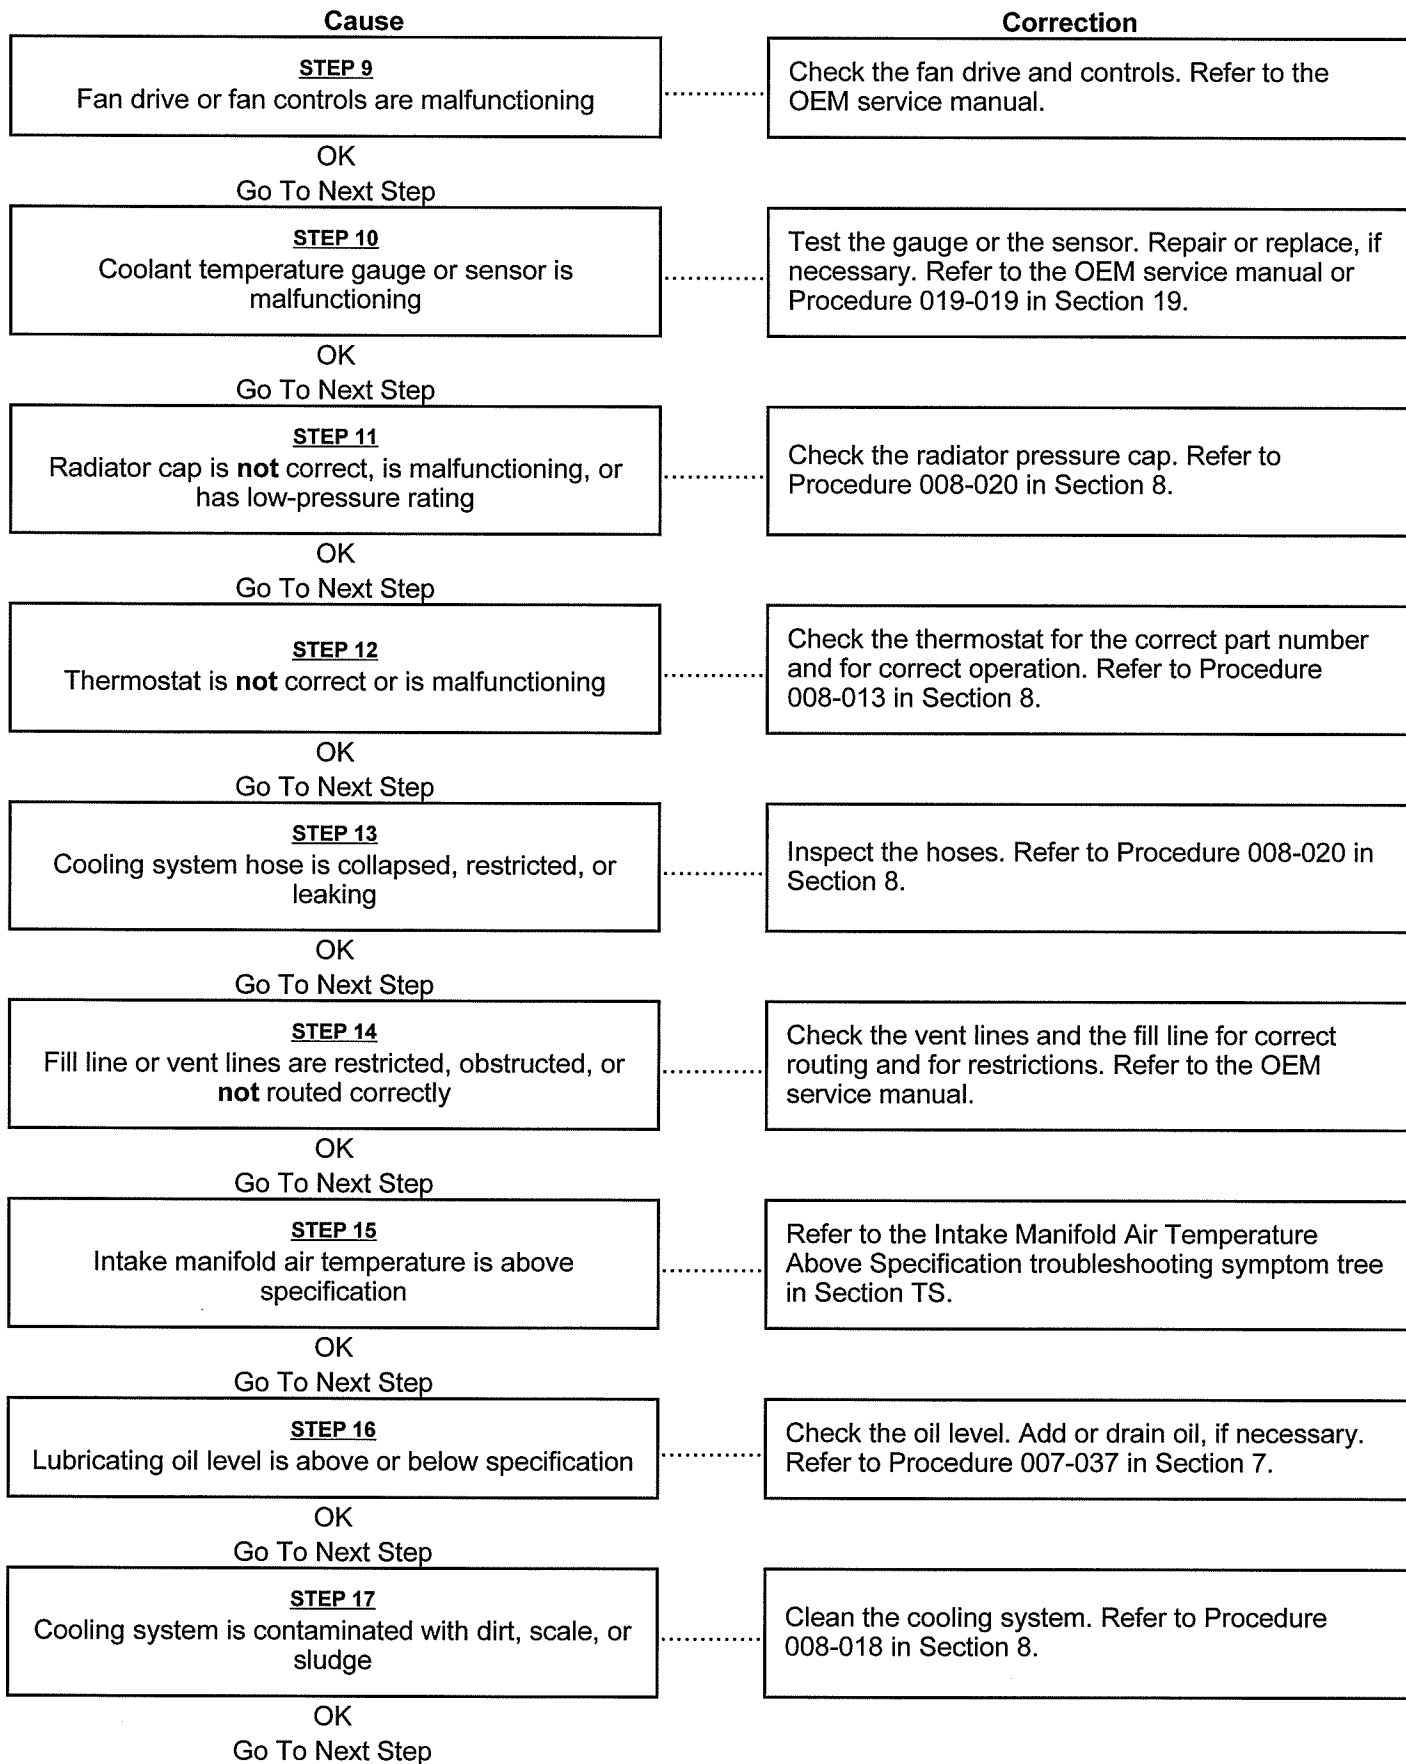 Cause
Correction
STEP 9
Fan drive or fan controls are malfunctioning
Check the fan drive and controls. Refer to the
OEM service manual.
OK
Go To Next Step
STEP 10
Coolant temperature gauge or sensor is
malfunctioning
Test the gauge or the sensor. Repair or replace, if
necessary. Refer to the OEM service manual or
Procedure 019-019 in Section 19.
OK
Go To Next Step
STEP 11
Radiator cap is not correct, is malfunctioning, or
has low-pressure rating
Check the radiator pressure cap. Refer to
Procedure 008-020 in Section 8.
OK
Go To Next Step
STEP 12
Thermostat is not correct or is malfunctioning
Check the thermostat for the correct part number
and for correct operation. Refer to Procedure
008-013 in Section 8.
OK
Go To Next Step
STEP 13
Cooling system hose is collapsed, restricted, or
leaking
Inspect the hoses. Refer to Procedure 008-020 in
Section 8.
OK
Go To Next Step
STEP 14
Fill line or vent lines are restricted, obstructed, or
not routed correctly
Check the vent lines and the fill line for correct
routing and for restrictions. Refer to the OEM
service manual.
OK
Go To Next Step
STEP 15
Intake manifold air temperature is above
specification
Refer to the Intake Manifold Air Temperature
Above Specification troubleshooting symptom tree
in Section TS.
OK
Go To Next Step
STEP 16
Lubricating oil level is above or below specification
Check the oil level. Add or drain oil, if necessary.
Refer to Procedure 007-037 in Section 7.
OK
Go To Next Step
STEP 17
Cooling system is contaminated with dirt, scale, or
sludge
Clean the cooling system. Refer to Procedure
008-018 in Section 8.
OK
Go To Next Step